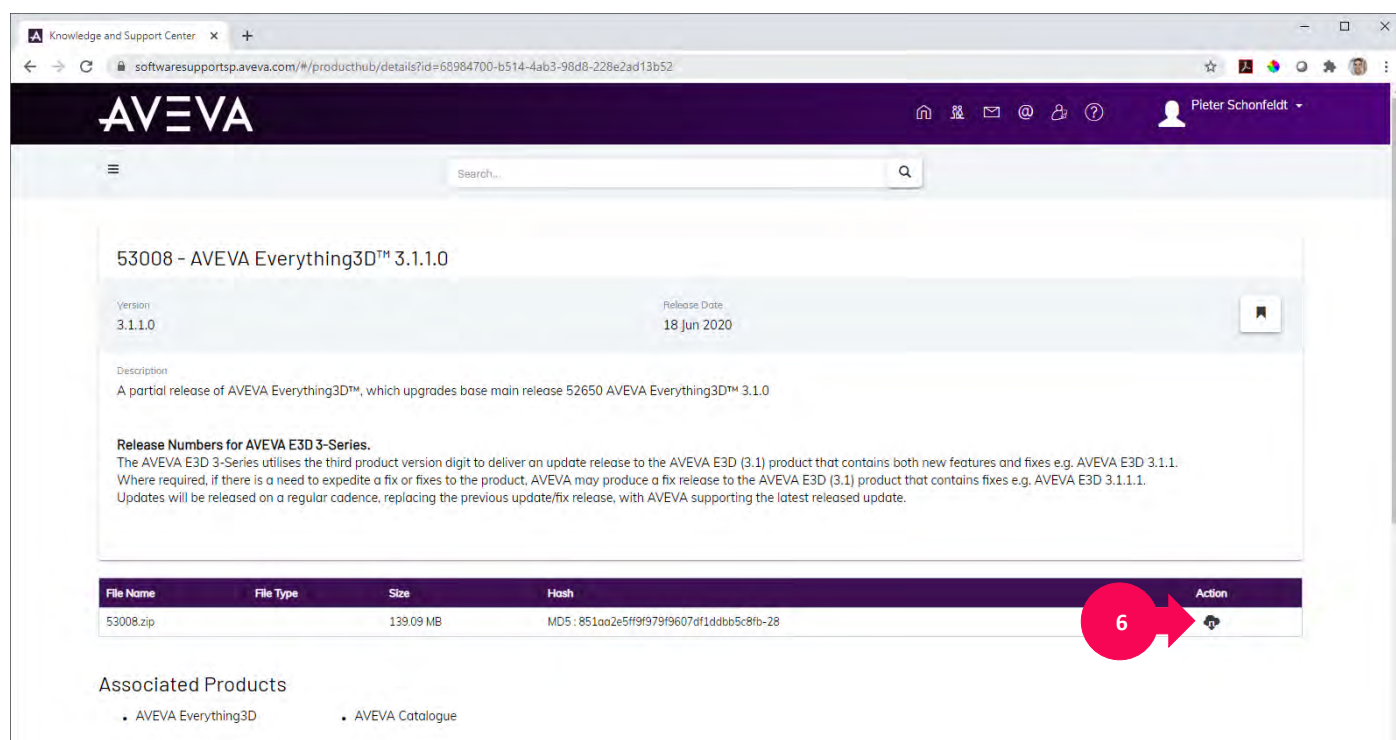 Knowledge and Support Center
softwaresupportsp.aveva.com/#/producthub/details?id=68984700-b514-4ab3-98d8-228e2ad13b52
AVEVA
Pieter Schonfeldt
Search...
53008 - AVEVA Everything3D™ 3.1.1.0
Version
Release Date
3.1.1.0
18 Jun 2020
Description
A partial release of AVEVA Everything3D™, which upgrades base main release 52650 AVEVA Everything3D™ 3.1.0
Release Numbers for AVEVA E3D 3-Series.
The AVEVA E3D 3-Series utilises the third product version digit to deliver an update release to the AVEVA E3D (3.1) product that contains both new features and fixes e.g. AVEVA E3D 3.1.1.
Where required, if there is a need to expedite a fix or fixes to the product, AVEVA may produce a fix release to the AVEVA E3D (3.1) product that contains fixes e.g. AVEVA E3D 3.1.1.1.
Updates will be released on a regular cadence, replacing the previous update/fix release, with AVEVA supporting the latest released update.
File Name File Type Size Hash Action
53008.zip 139.09 MB MD5 : 851aa2e5ff9f979f9607df1ddbb5c8fb-28
6
Associated Products
• AVEVA Everything3D • AVEVA Catalogue